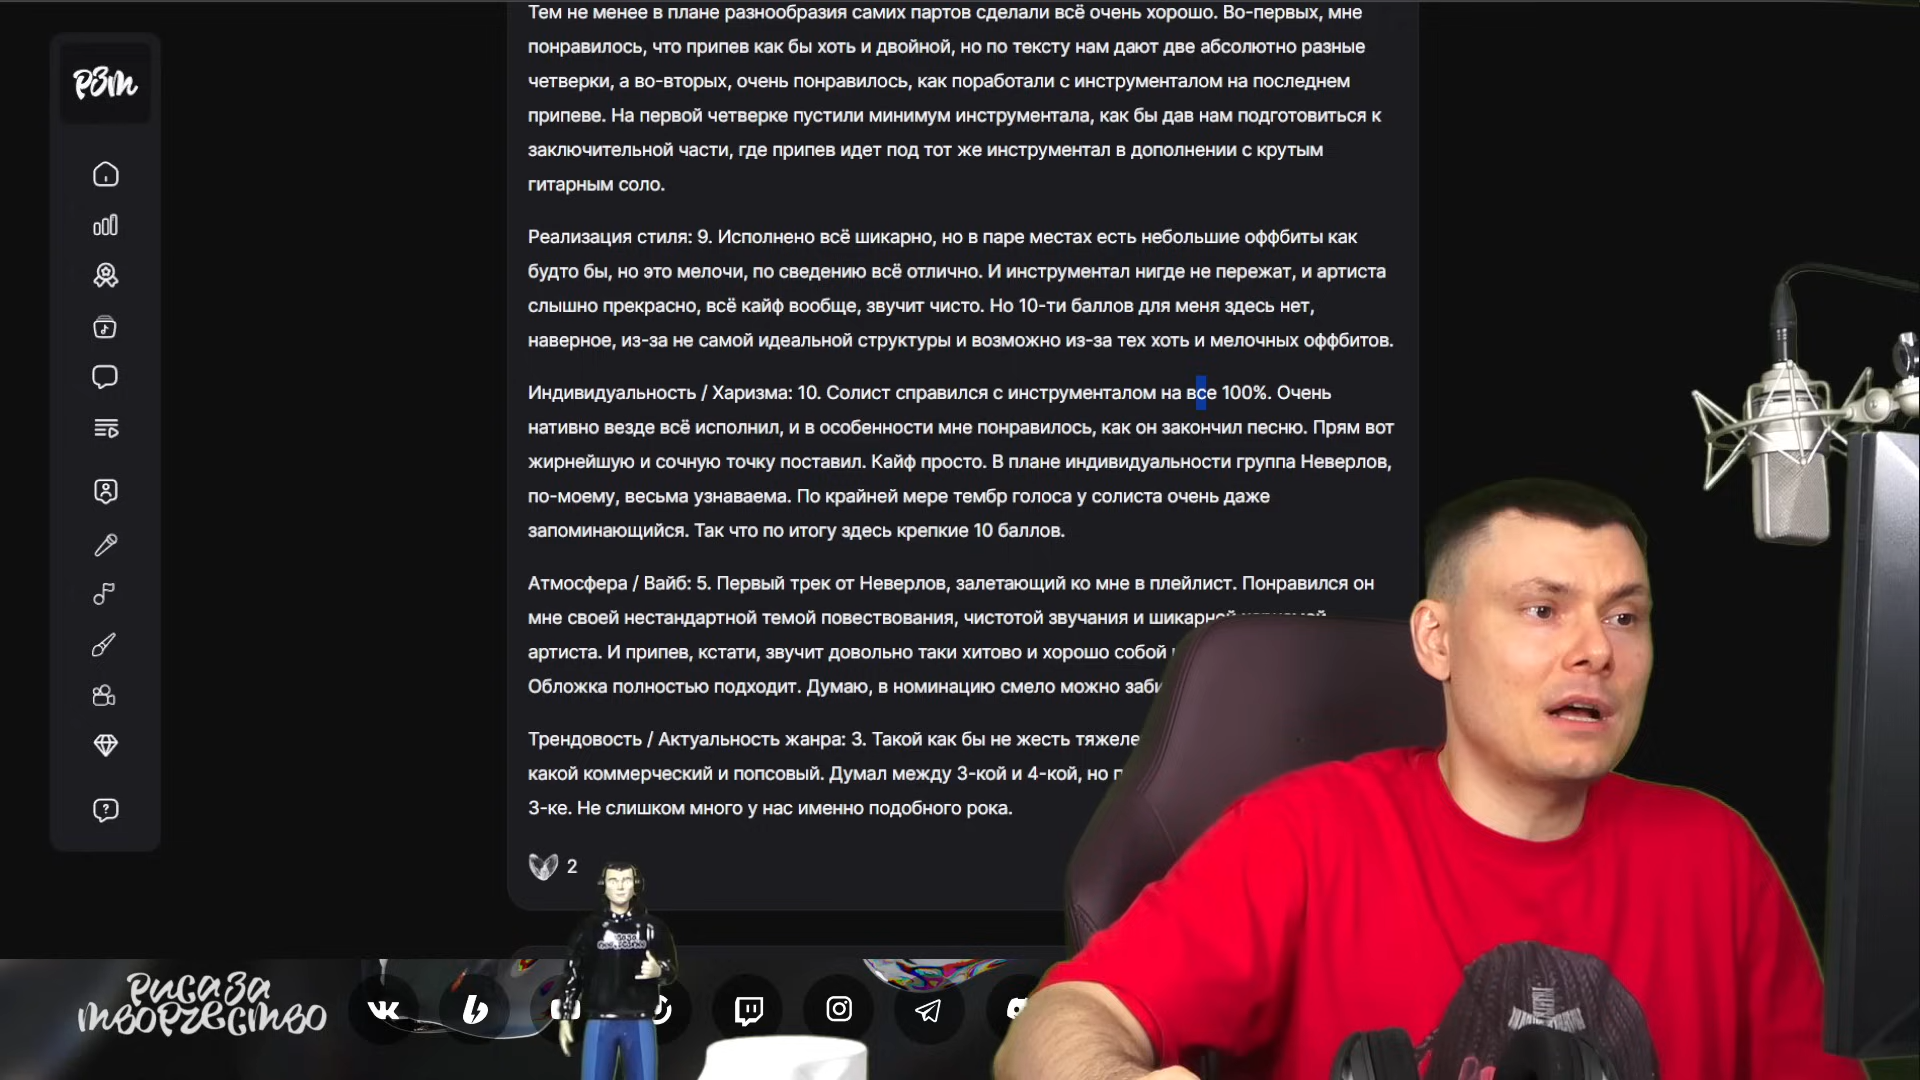 Тем не менее в плане разнообразия самих партов сделали всё очень хорошо. Во-первых, мне
понравилось, что припев как бы хоть и двойной, но по тексту нам дают две абсолютно разные
четверки, а во-вторых, очень понравилось, как поработали с инструменталом на последнем
припеве. На первой четверке пустили минимум инструментала, как бы дав нам подготовиться к
заключительной части, где припев идет под тот же инструментал в дополнении с крутым
гитарным соло.
РЗТ
Реализация стиля: 9. Исполнено всё шикарно, но в паре местах есть небольшие оффбиты как
будто бы, но это мелочи, по сведению всё отлично. И инструментал нигде не пережат, и артиста
слышно прекрасно, всё кайф вообще, звучит чисто. Но 10-ти баллов для меня здесь нет,
наверное, из-за не самой идеальной структуры и возможно из-за тех хоть и мелочных оффбитов.
Индивидуальность / Харизма: 10. Солист справился с инструменталом на все 100%. Очень
нативно везде всё исполнил, и в особенности мне понравилось, как он закончил песню. Прям вот
жирнейшую и сочную точку поставил. Кайф просто. В плане индивидуальности группа Неверлов,
по-моему, весьма узнаваема. По крайней мере тембр голоса у солиста очень даже
запоминающийся. Так что по итогу здесь крепкие 10 баллов.
Атмосфера / Вайб: 5. Первый трек от Неверлов, залетающий ко мне в плейлист. Понравился он
мне своей нестандартной темой повествования, чистотой звучания и шикарной
артиста. И припев, кстати, звучит довольно таки хитово и хорошо собой
Обложка полностью подходит. Думаю, в номинацию смело можно
Трендовость / Актуальность жанра: 3. Такой как бы не жесть
какой коммерческий и попсовый. Думал между 3-кой и 4-кой, но
3-ке. Не слишком много у нас именно подобного рока.
2
РИСАЗА
ТВОРЧЕСТВО